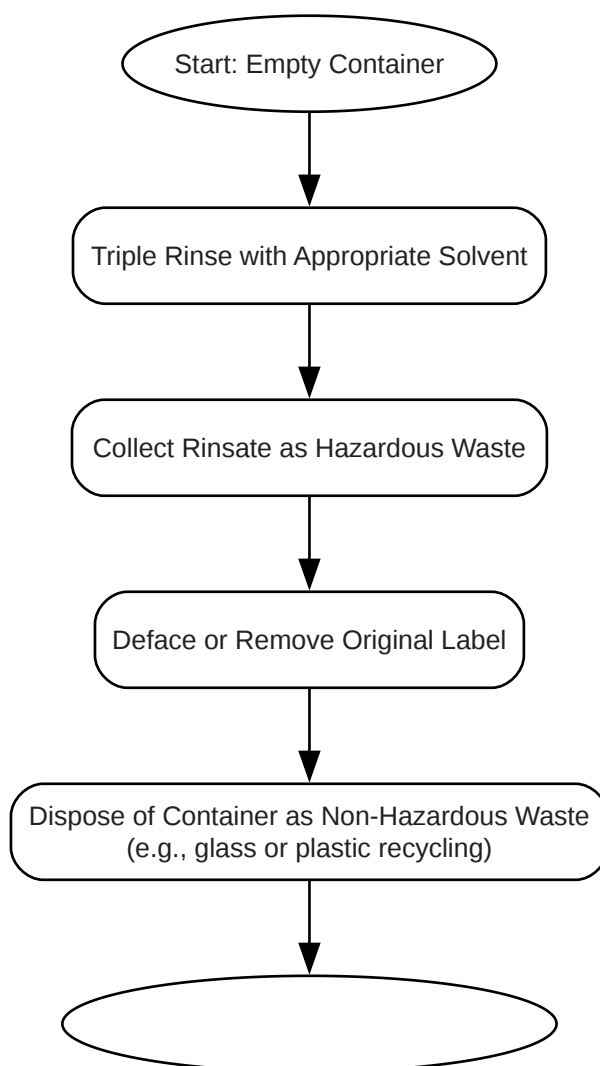 Start: Empty Container
Triple Rinse with Appropriate Solvent
Collect Rinsate as Hazardous Waste
Deface or Remove Original Label
Dispose of Container as Non-Hazardous Waste
(e.g., glass or plastic recycling)